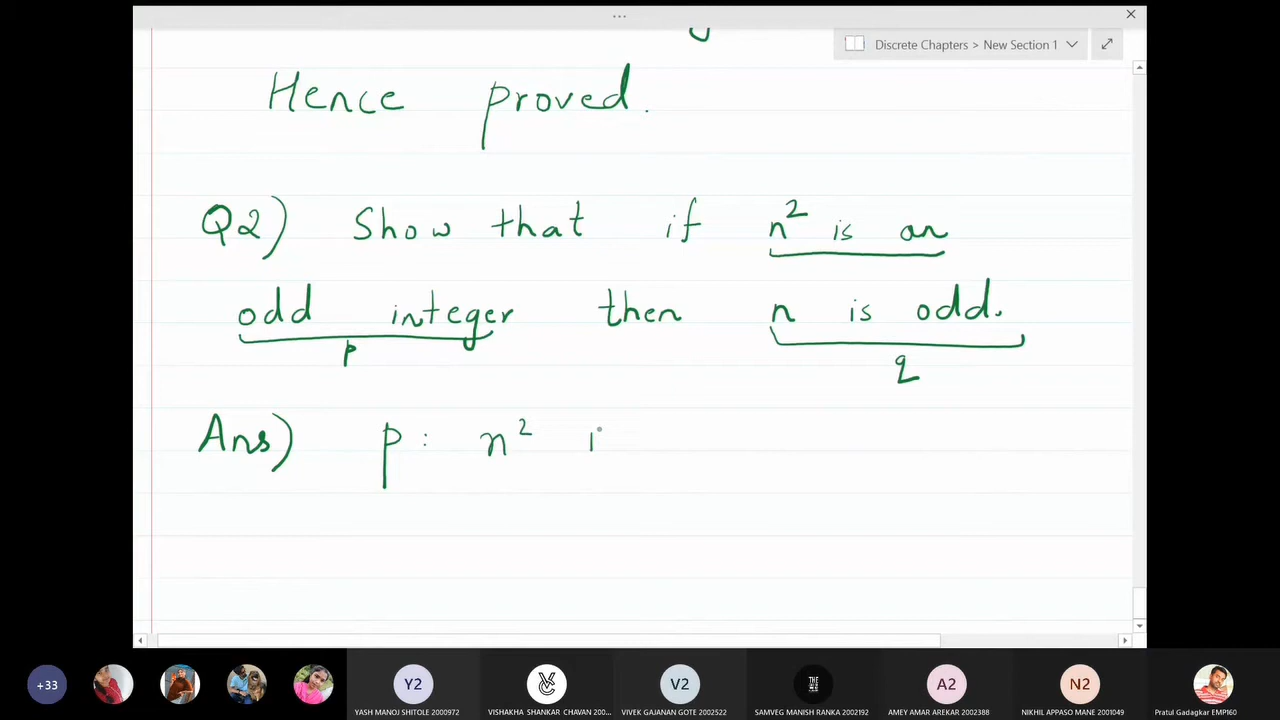 ...
Discrete Chapters > New Section 1
Hence proved.
Q2) Show that if n² is an
odd integer then n is odd.
p
q
Ans) p: n² i
+33
Y2
V2
A2
N2
YASH MANOJ SHITOLE 2000972
VISHAKHA SHANKAR CHAVAN 200...
VIVEK GAJANAN GOTE 2002522
SAMVEG MANISH RANKA 2002192
AMEY AMAR AREKAR 2002388
NIKHIL APPASO MANE 2001049
Pratul Gadagkar EMP160